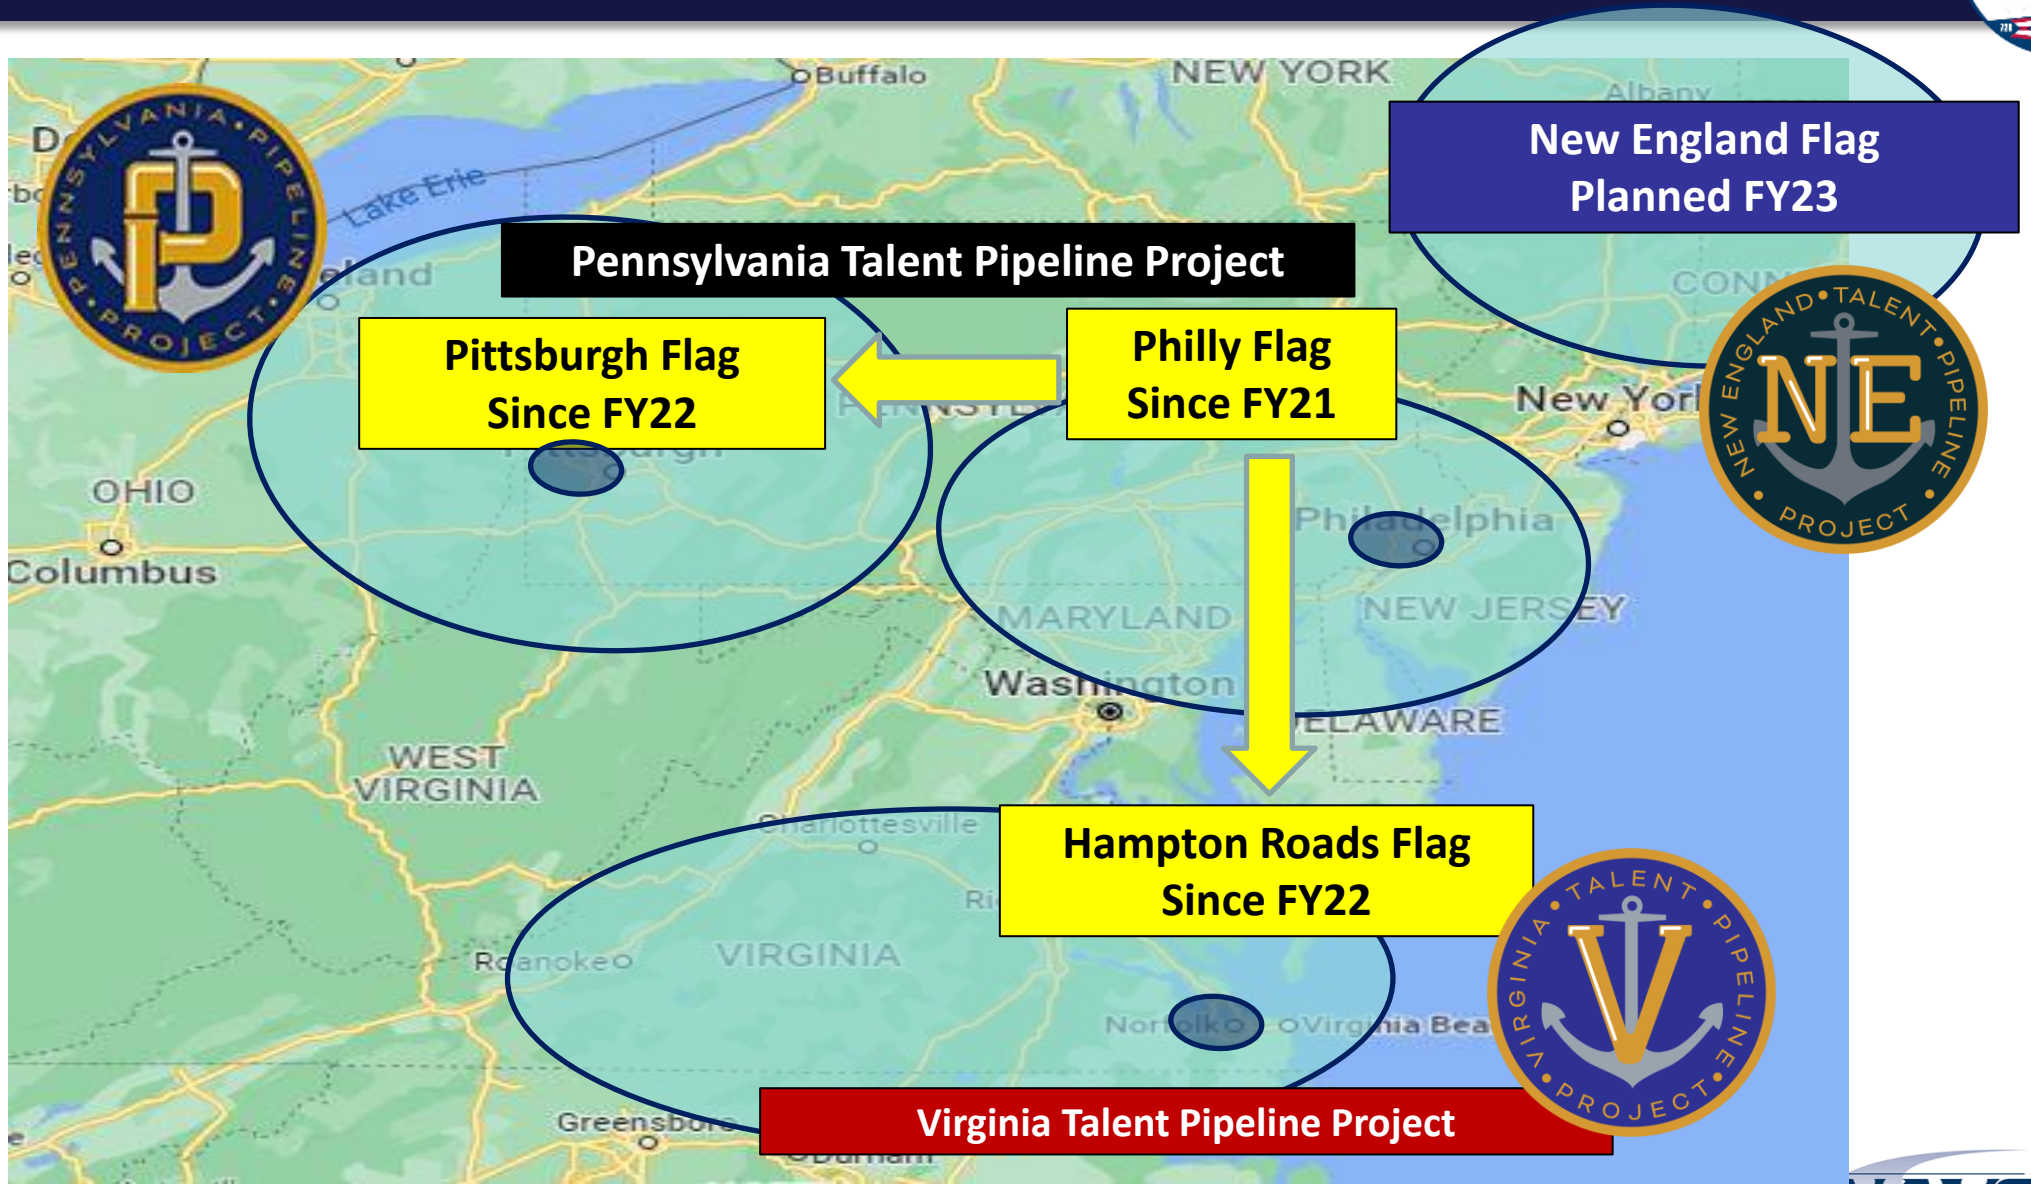 Buffalo
NEW YORK
Albany
New England Flag
Planned FY23
PENNSYLVANIA • PIPELINE • PROJECT •
P
Lake Erie
Pennsylvania Talent Pipeline Project
Pittsburgh Flag
Since FY22
Philly Flag
Since FY21
NEW ENGLAND • TALENT • PIPELINE • PROJECT •
NE
New York
OHIO
Columbus
Philadelphia
MARYLAND
NEW JERSEY
Washington
DELAWARE
WEST
VIRGINIA
Charlottesville
Hampton Roads Flag
Since FY22
VIRGINIA • TALENT • PIPELINE • PROJECT •
V
Roanoke
VIRGINIA
Norfolk
Virginia Bea
Greensboro
Virginia Talent Pipeline Project
Durham